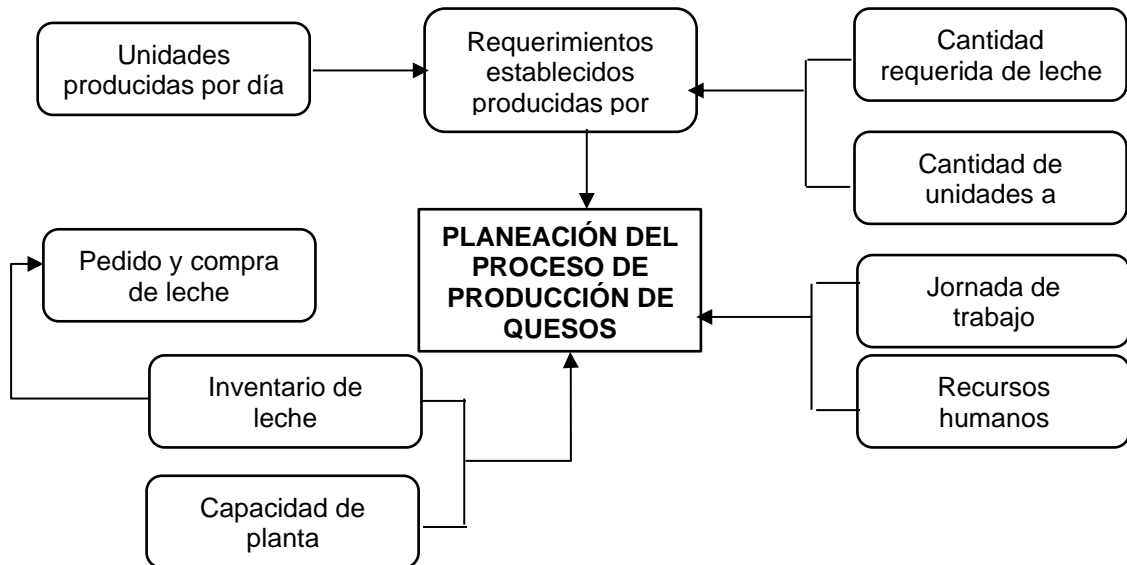 Unidades
producidas por día
Requerimientos
establecidos
producidas por
Cantidad
requerida de leche
Cantidad de
unidades a
PLANEACIÓN DEL
PROCESO DE
PRODUCCIÓN DE
QUESOS
Pedido y compra
de leche
Jornada de
trabajo
Inventario de
leche
Recursos
humanos
Capacidad de
planta